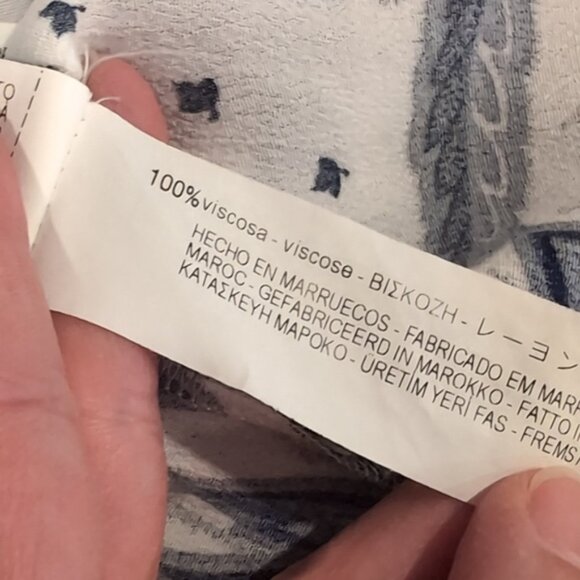 TO
100% viscosa - viscose - ΒΙΣΚΟΖΗ - レーヨン
HECHO EN MARRUECOS - FABRICADO EM
MAROC - GEFABRICEERD IN MAROKKO - FATTO
ΚΑΤΑΣΚΕΥΗ ΜΑΡΟΚΟ - ÜRETİM YERİ FAS -